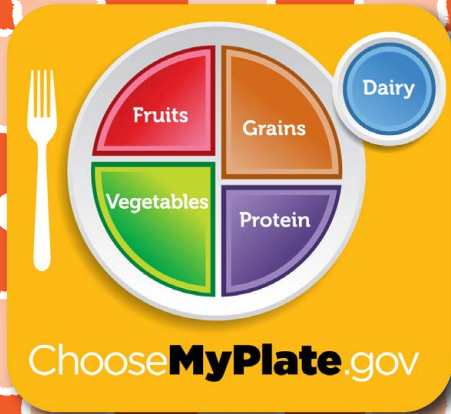 Fruits
Grains
Dairy
Vegetables
Protein
ChooseMyPlate.gov